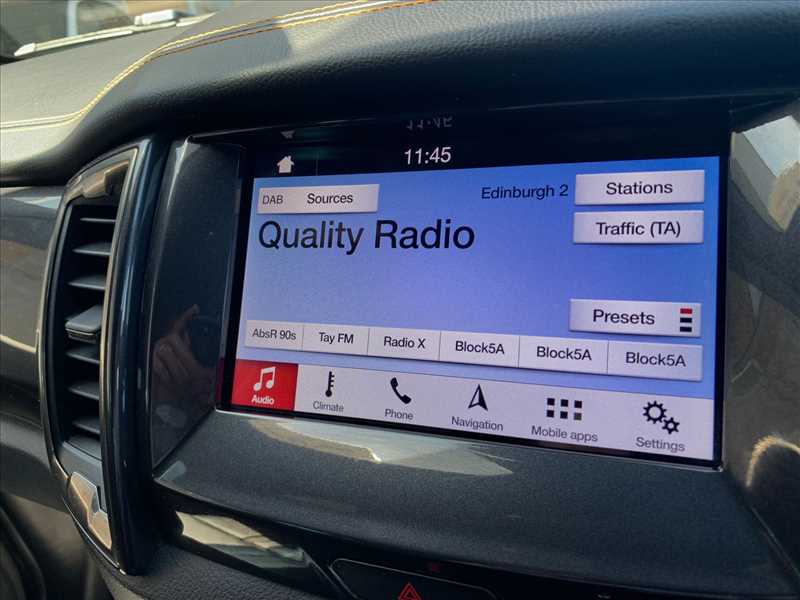 11:45
DAB Sources
Edinburgh 2
Stations
Quality Radio
Traffic (TA)
Presets
AbsR 90s
Tay FM
Radio X
Block5A
Block5A
Block5A
Audio
Climate
Phone
Navigation
Mobile apps
Settings